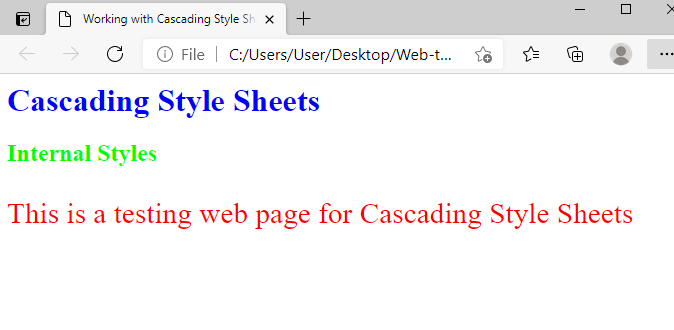 Working with Cascading Style Sh
File
C:/Users/User/Desktop/Web-t...
Cascading Style Sheets
Internal Styles
This is a testing web page for Cascading Style Sheets